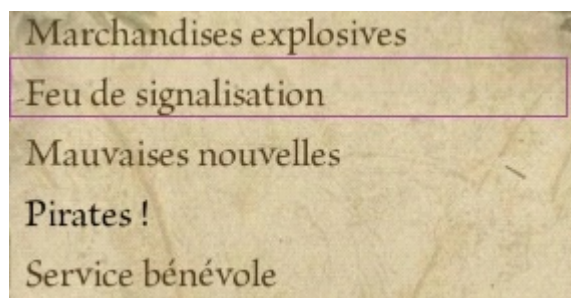 Marchandises explosives
Feu de signalisation
Mauvaises nouvelles
Pirates !
Service bénévole